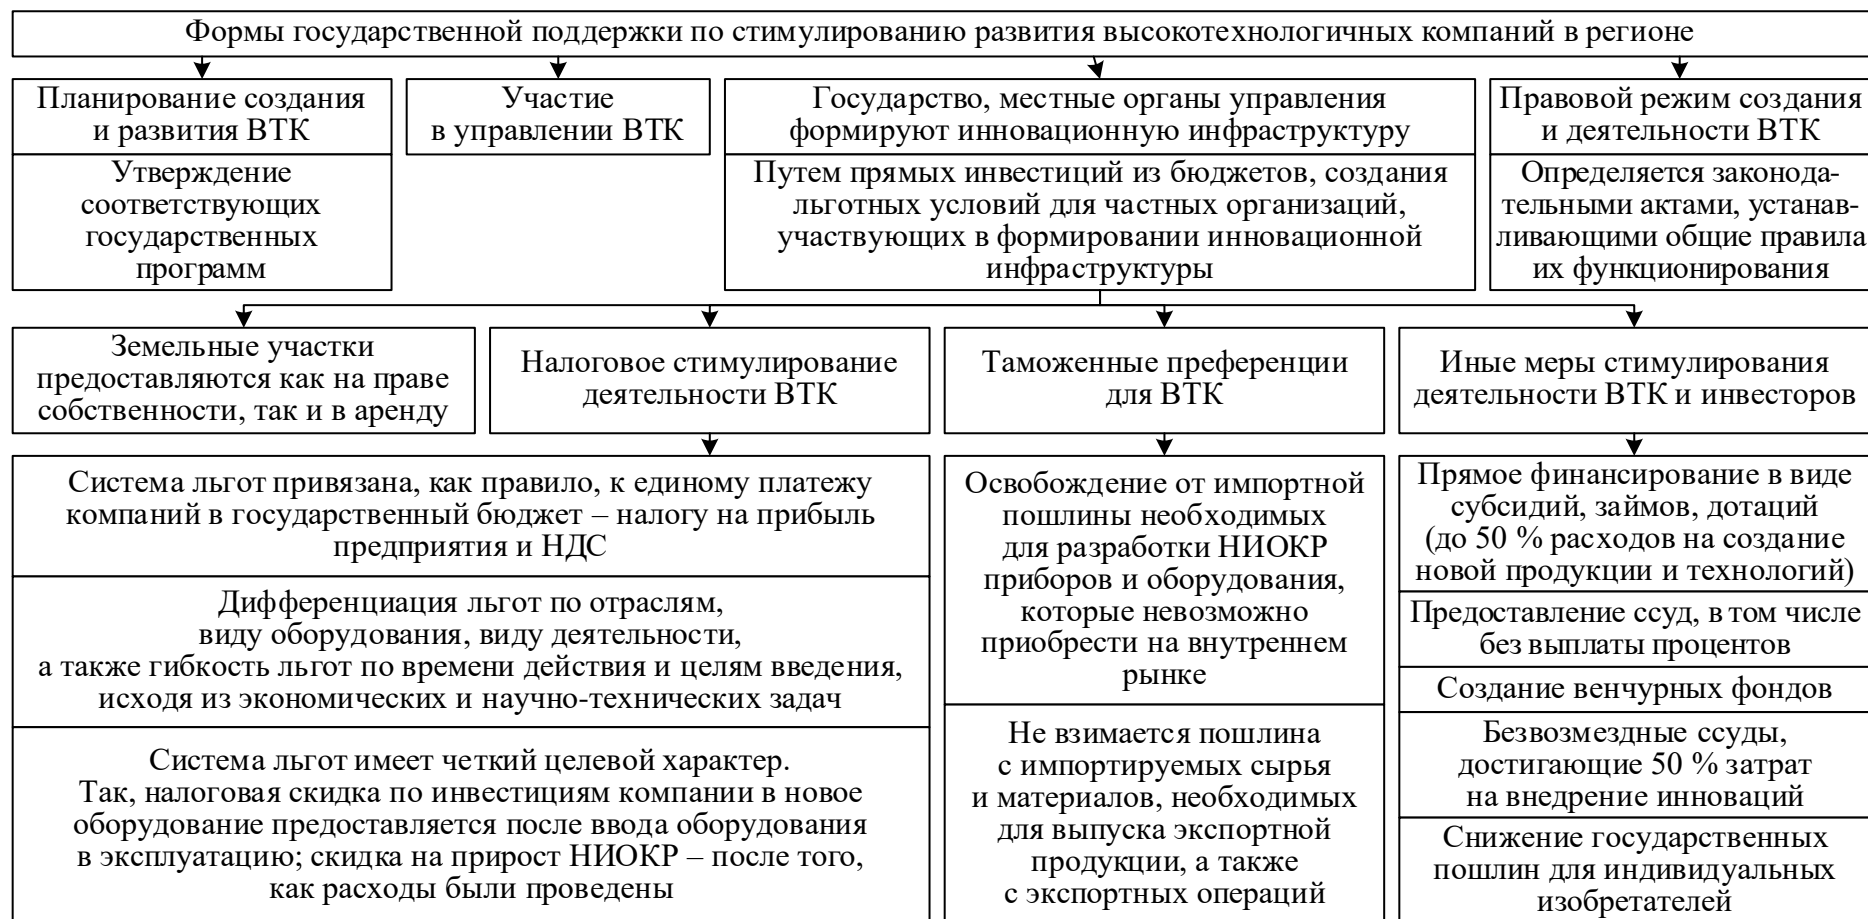 Формы государственной поддержки по стимулированию развития высокотехнологичных компаний в регионе
Планирование создания
и развития ВТК
Утверждение
соответствующих
государственных
программ
Участие
в управлении ВТК
Государство, местные органы управления
формируют инновационную инфраструктуру
Путем прямых инвестиций из бюджетов, создания
льготных условий для частных организаций,
участвующих в формировании инновационной
инфраструктуры
Правовой режим создания
и деятельности ВТК
Определяется законода-
тельными актами, устанав-
ливающими общие правила
их функционирования
Земельные участки
предоставляются как на праве
собственности, так и в аренду
Налоговое стимулирование
деятельности ВТК
Таможенные преференции
для ВТК
Иные меры стимулирования
деятельности ВТК и инвесторов
Система льгот привязана, как правило, к единому платежу
компаний в государственный бюджет – налогу на прибыль
предприятия и НДС
Дифференциация льгот по отраслям,
виду оборудования, виду деятельности,
а также гибкость льгот по времени действия и целям введения,
исходя из экономических и научно-технических задач
Система льгот имеет четкий целевой характер.
Так, налоговая скидка по инвестициям компании в новое
оборудование предоставляется после ввода оборудования
в эксплуатацию; скидка на прирост НИОКР – после того,
как расходы были проведены
Освобождение от импортной
пошлины необходимых
для разработки НИОКР
приборов и оборудования,
которые невозможно
приобрести на внутреннем
рынке
Не взимается пошлина
с импортируемых сырья
и материалов, необходимых
для выпуска экспортной
продукции, а также
с экспортных операций
Прямое финансирование в виде
субсидий, займов, дотаций
(до 50 % расходов на создание
новой продукции и технологий)
Предоставление ссуд, в том числе
без выплаты процентов
Создание венчурных фондов
Безвозмездные ссуды,
достигающие 50 % затрат
на внедрение инноваций
Снижение государственных
пошлин для индивидуальных
изобретателей